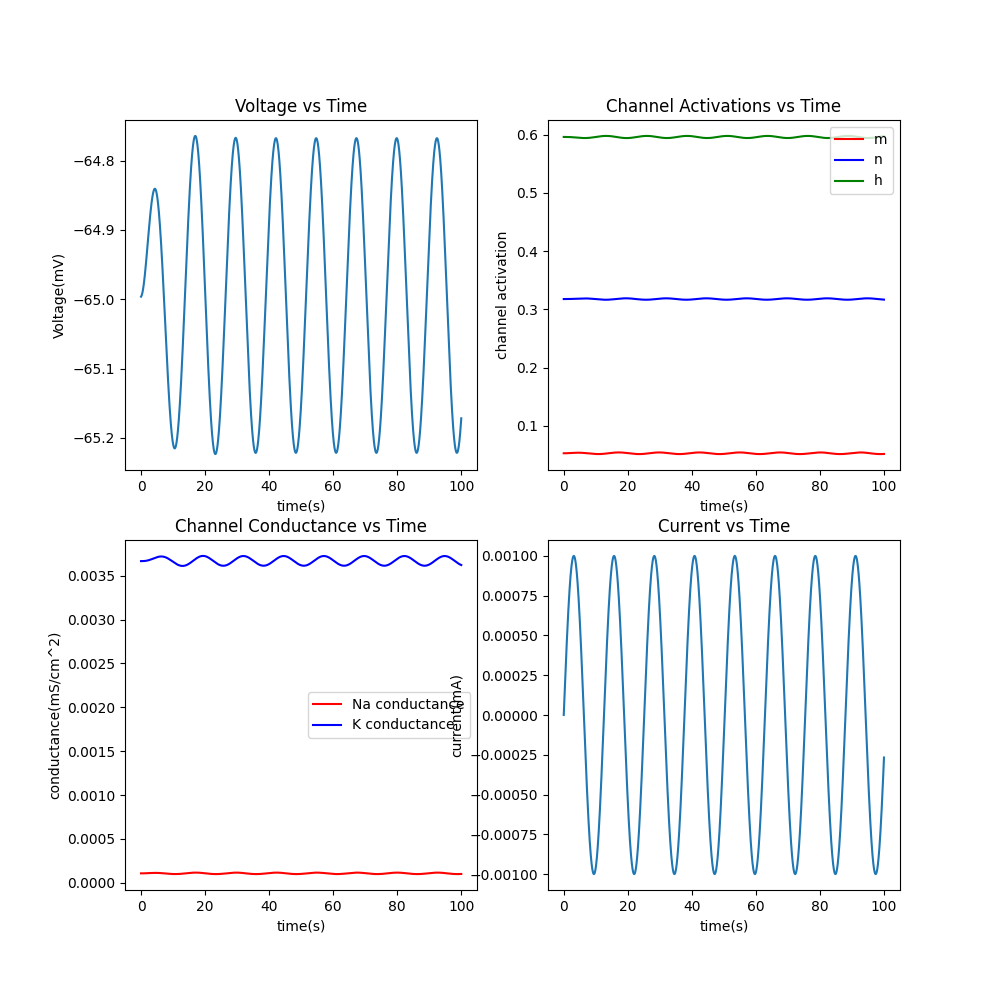 Voltage vs Time
Voltage(mV)
−64.8
−64.9
−65.0
−65.1
−65.2
0 20 40 60 80 100
time(s)
Channel Activations vs Time
channel activation
0.6
0.5
0.4
0.3
0.2
0.1
m
n
h
0 20 40 60 80 100
time(s)
Channel Conductance vs Time
conductance(mS/cm^2)
0.0035
0.0030
0.0025
0.0020
0.0015
0.0010
0.0005
0.0000
Na conductance
K conductance
0 20 40 60 80 100
time(s)
Current vs Time
current(mA)
0.00100
0.00075
0.00050
0.00025
0.00000
−0.00025
−0.00050
−0.00075
−0.00100
0 20 40 60 80 100
time(s)